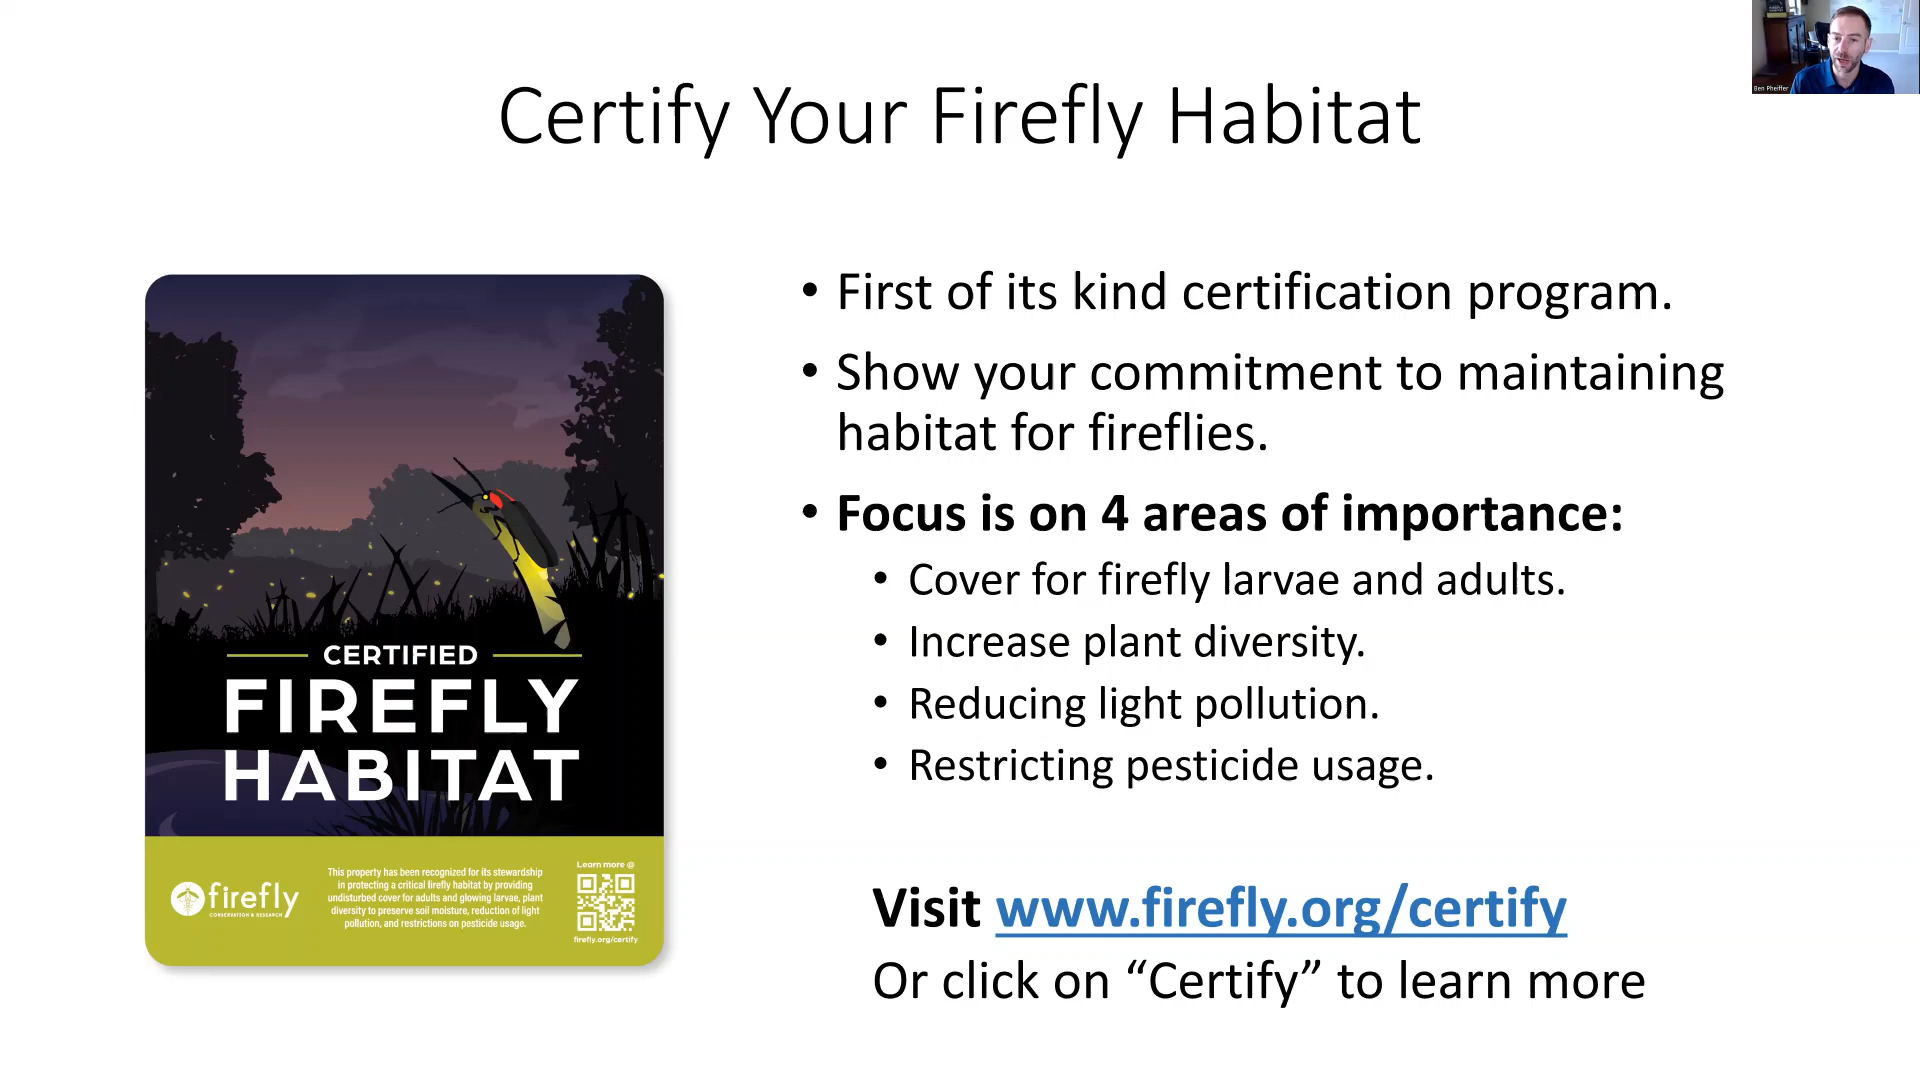 Certify Your Firefly Habitat
Ben Pheiffer
• First of its kind certification program.
• Show your commitment to maintaining
habitat for fireflies.
• Focus is on 4 areas of importance:
• Cover for firefly larvae and adults.
• Increase plant diversity.
• Reducing light pollution.
• Restricting pesticide usage.
Visit www.firefly.org/certify
Or click on “Certify” to learn more
CERTIFIED
FIREFLY
HABITAT
firefly
CONSERVATION & RESEARCH
This property has been recognized for its stewardship
in protecting a critical firefly habitat by providing
undisturbed cover for adults and glowing larvae, plant
diversity to preserve soil moisture, reduction of light
pollution, and restrictions on pesticide usage.
Learn more @
firefly.org/certify